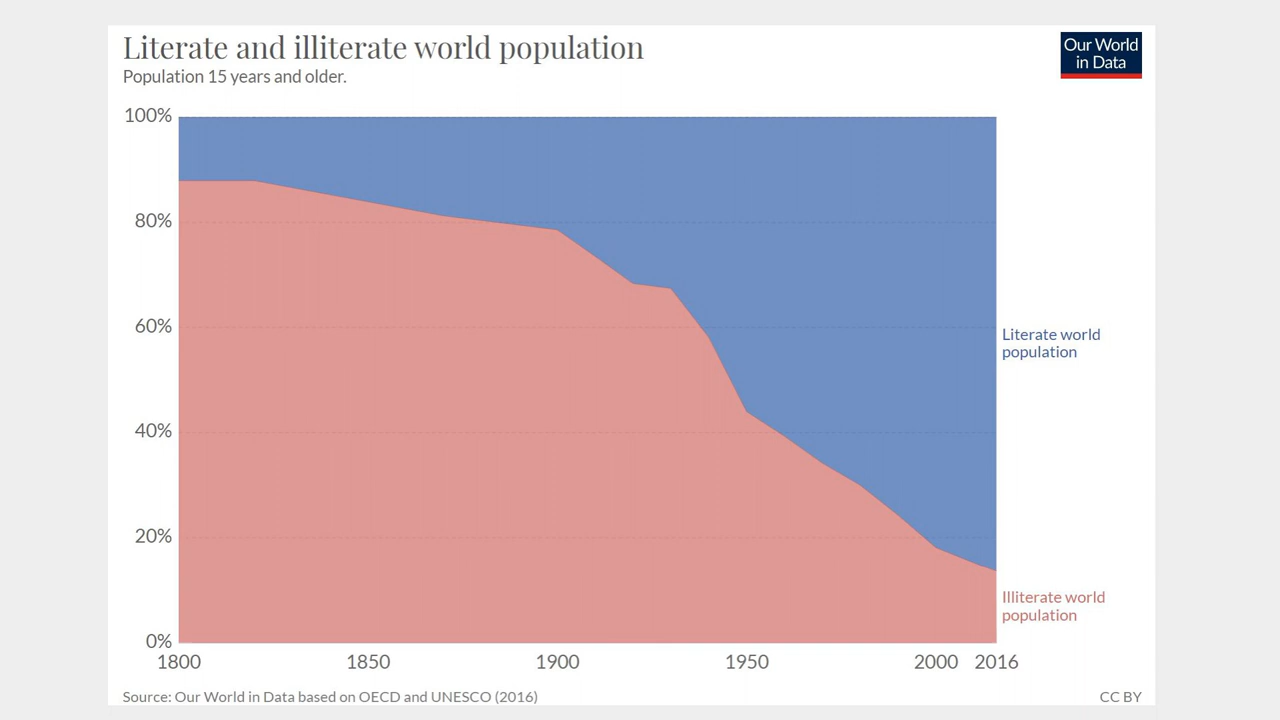 Literate and illiterate world population
Population 15 years and older.
Our World
in Data
100%
80%
60%
40%
20%
0%
Literate world
population
Illiterate world
population
1800
1850
1900
1950
2000
2016
Source: Our World in Data based on OECD and UNESCO (2016)
CC BY